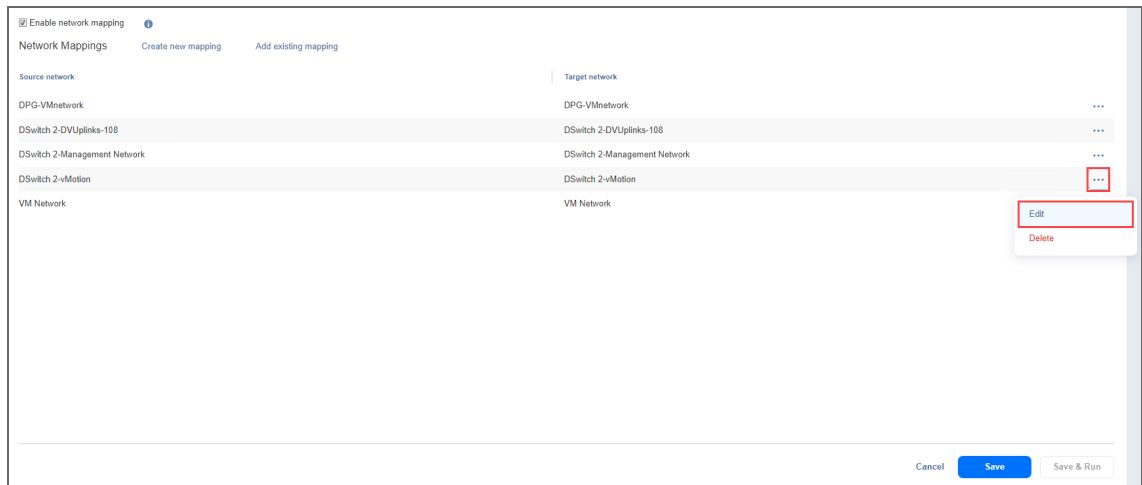 Enable network mapping
Network Mappings Create new mapping Add existing mapping
Source network Target network
DPG-VMnetwork DPG-VMnetwork
DSwitch 2-DVUplinks-108 DSwitch 2-DVUplinks-108
DSwitch 2-Management Network DSwitch 2-Management Network
DSwitch 2-vMotion DSwitch 2-vMotion
VM Network VM Network
Edit
Delete
Cancel Save Save & Run